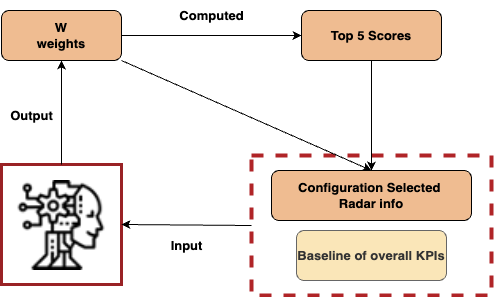 W
weights
Computed
Top 5 Scores
Output
Configuration Selected
Radar info
Input
Baseline of overall KPIs